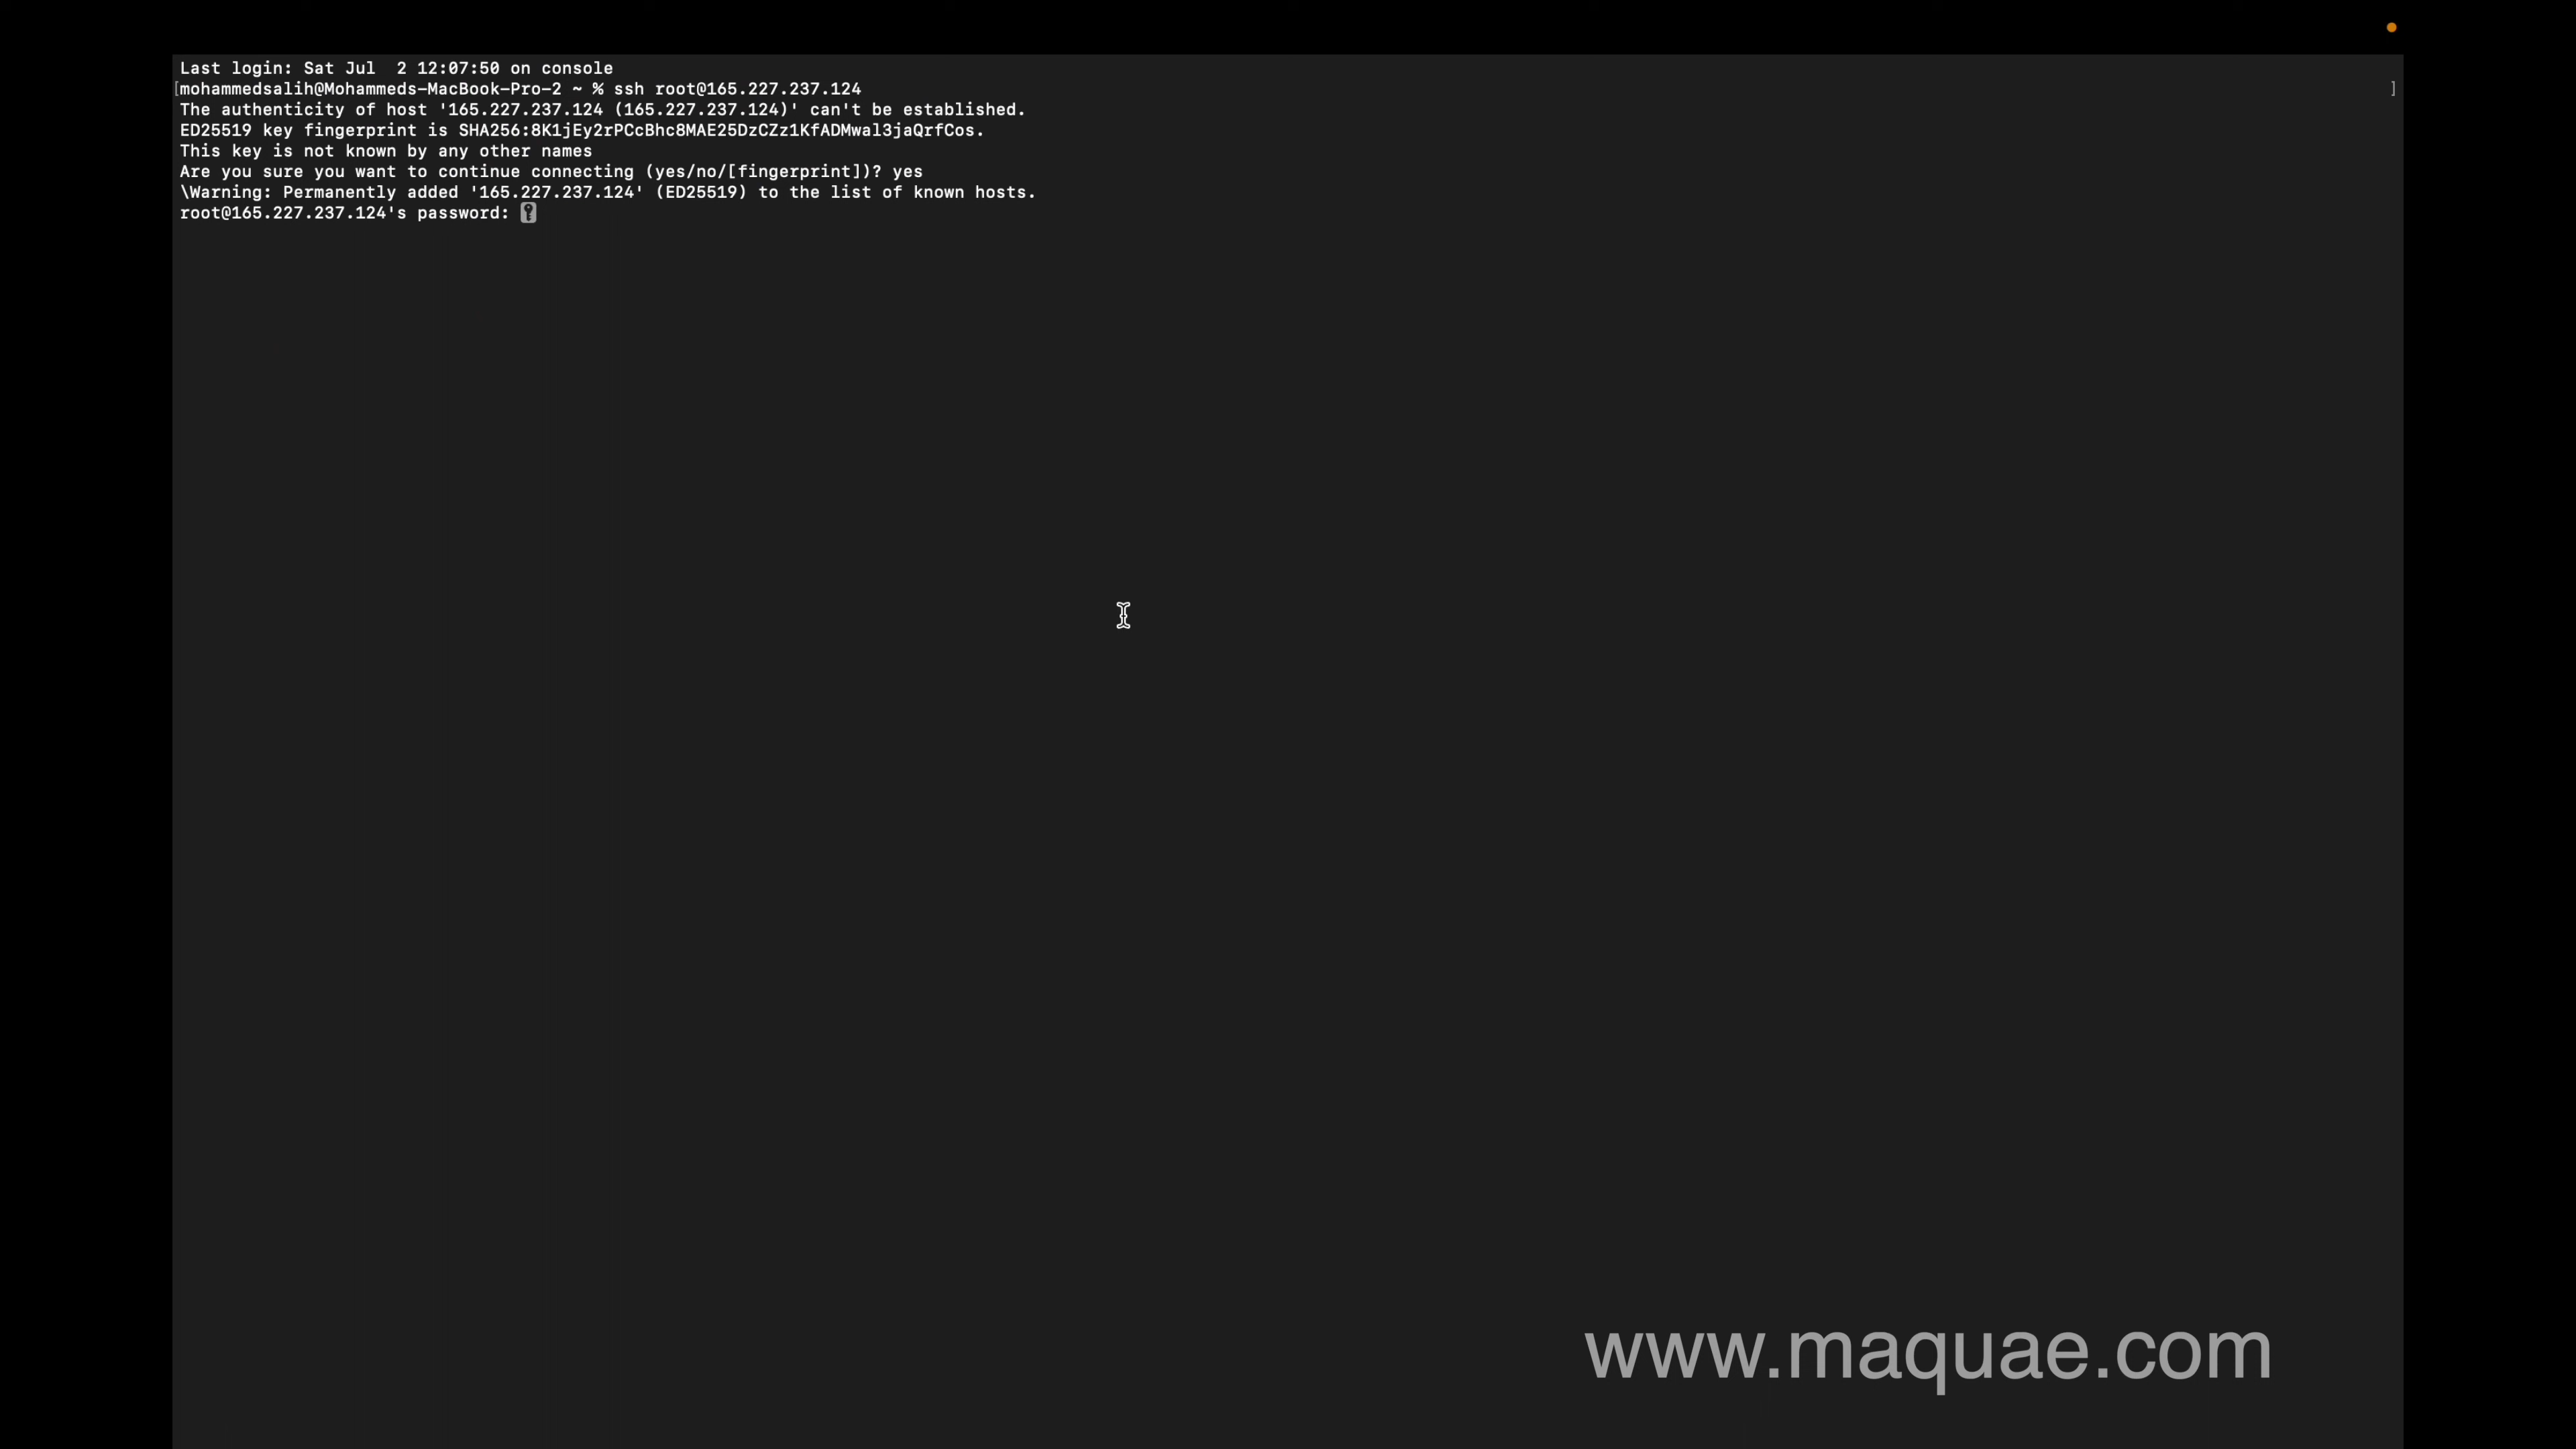 Last login: Sat Jul  2 12:07:50 on console
[mohammedsalih@Mohammeds-MacBook-Pro-2 ~ % ssh root@165.227.237.124 ]
The authenticity of host '165.227.237.124 (165.227.237.124)' can't be established.
ED25519 key fingerprint is SHA256:8K1jEy2rPCcBhc8MAE25DzCZz1KfADMwal3jaQrfCos.
This key is not known by any other names
Are you sure you want to continue connecting (yes/no/[fingerprint])? yes
\Warning: Permanently added '165.227.237.124' (ED25519) to the list of known hosts.
root@165.227.237.124's password:
www.maquae.com